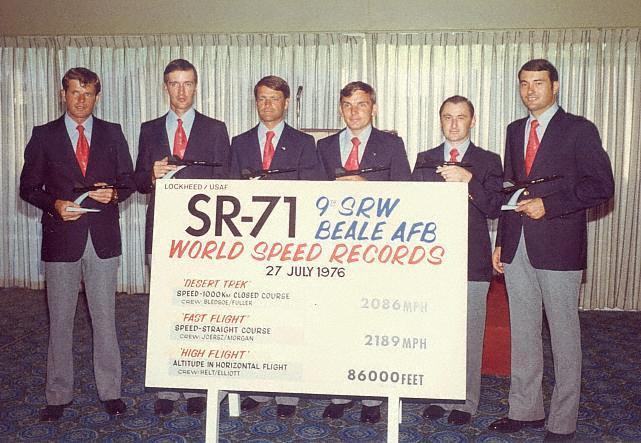 LOCKHEED / USAF
SR-71 9TH SRW
BEALE AFB
WORLD SPEED RECORDS
27 JULY 1976
'DESERT TREK'
SPEED-1000KM CLOSED COURSE 2086 MPH
CREW: BLEDSOE/FULLER
'FAST FLIGHT'
SPEED-STRAIGHT COURSE 2189 MPH
CREW: JOERSZ/MORGAN
'HIGH FLIGHT'
ALTITUDE IN HORIZONTAL FLIGHT 86000 FEET
CREW: HELT/ELLIOTT